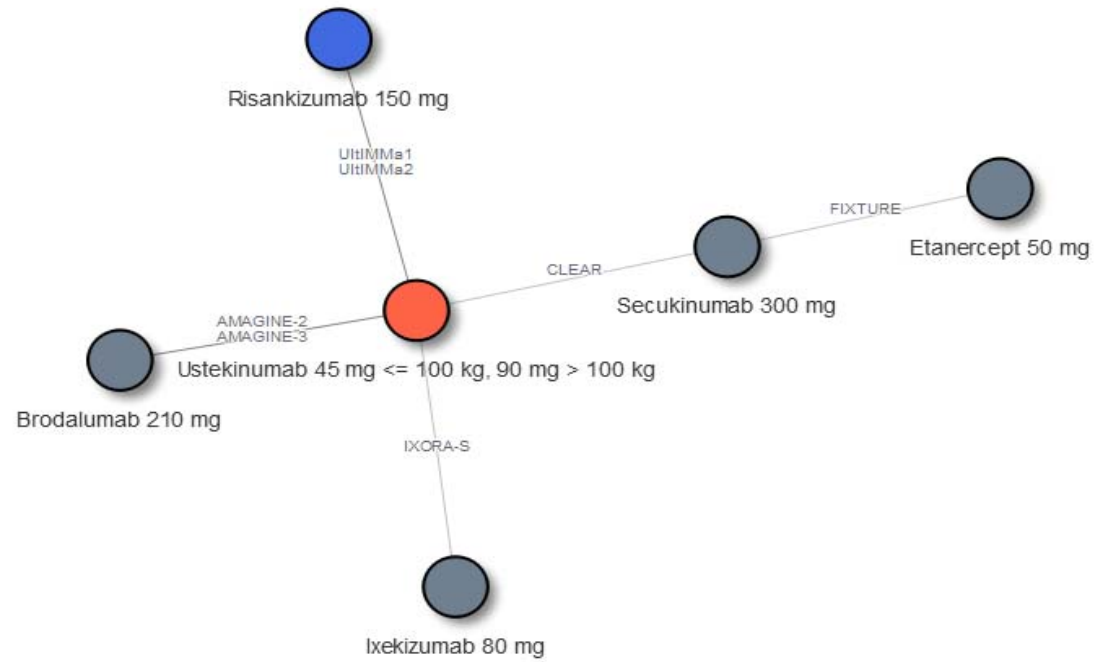 Risankizumab 150 mg
UltIMMa1
UltIMMa2
FIXTURE
Etanercept 50 mg
CLEAR
Secukinumab 300 mg
AMAGINE-2
AMAGINE-3
Ustekinumab 45 mg <= 100 kg, 90 mg > 100 kg
Brodalumab 210 mg
IXORA-S
Ixekizumab 80 mg